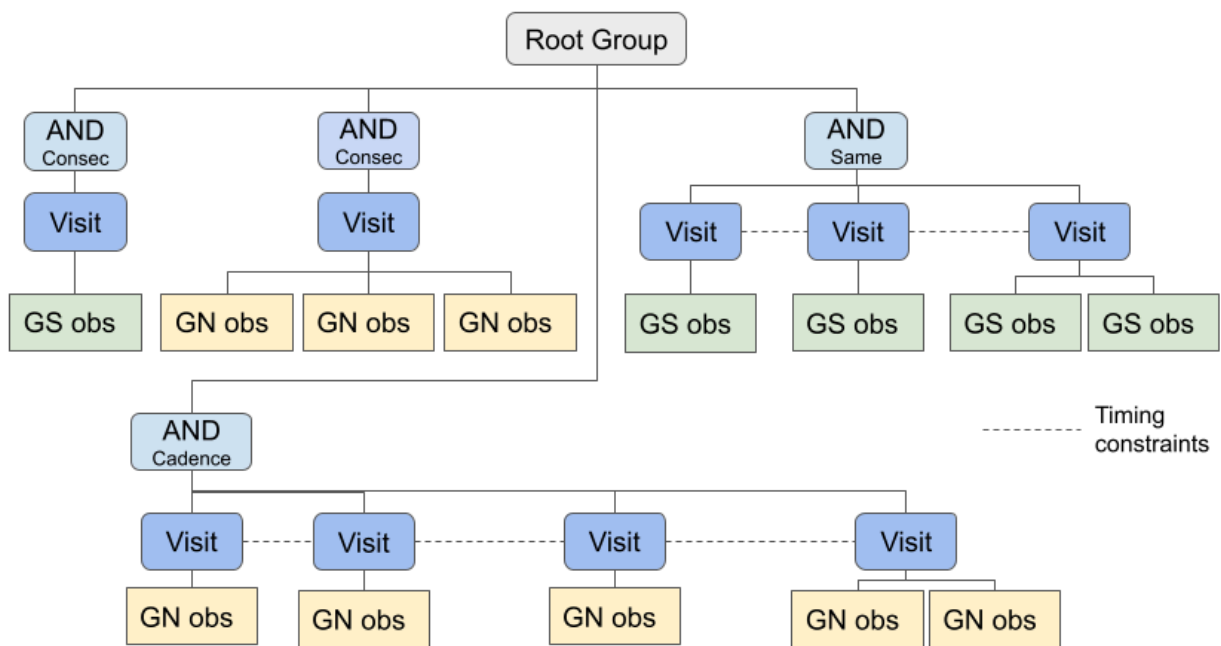 Root Group
AND
Consec
AND
Consec
AND
Same
Visit
Visit
Visit
Visit
Visit
GS obs
GN obs
GN obs
GN obs
GS obs
GS obs
GS obs
GS obs
AND
Cadence
Timing
constraints
Visit
Visit
Visit
Visit
GN obs
GN obs
GN obs
GN obs
GN obs